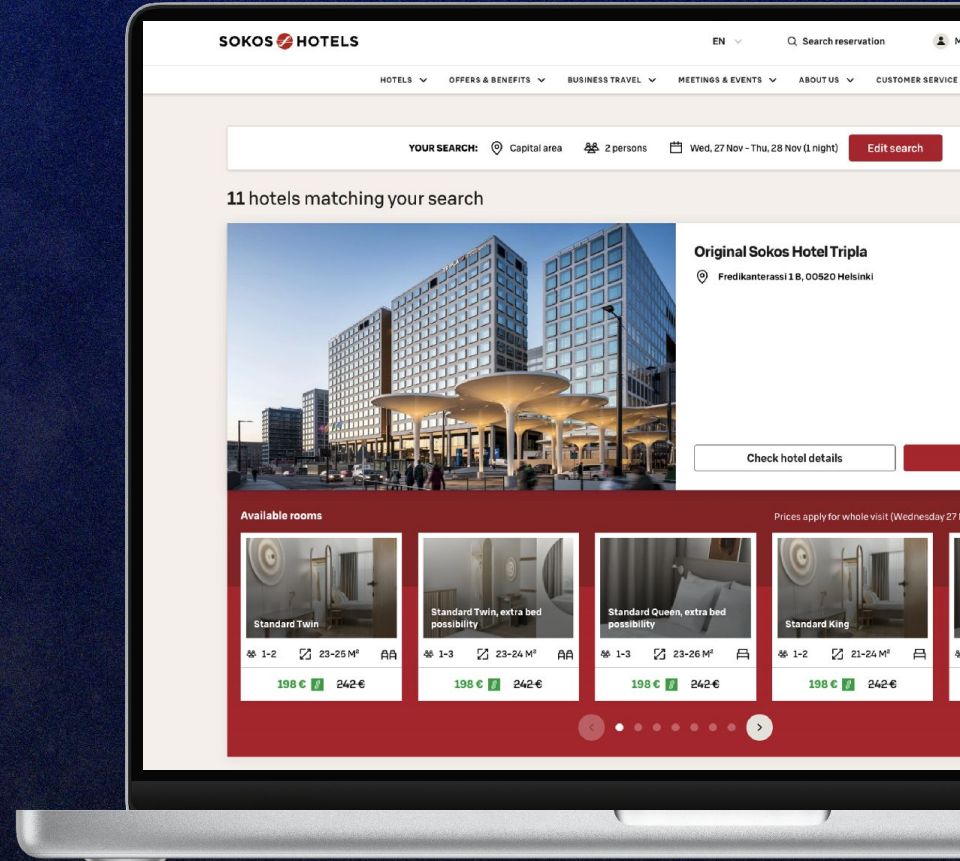 SOKOS HOTELS
EN
Search reservation
HOTELS
OFFERS & BENEFITS
BUSINESS TRAVEL
MEETINGS & EVENTS
ABOUT US
CUSTOMER SERVICE
YOUR SEARCH:
Capital area
2 persons
Wed, 27 Nov - Thu, 28 Nov (1 night)
Edit search
11 hotels matching your search
Original Sokos Hotel Tripla
Fredikanterassi 1 B, 00520 Helsinki
Check hotel details
Available rooms
Prices apply for whole visit (Wednesday 27
Standard Twin
1-2
23-25 M²
198 € 242 €
Standard Twin, extra bed
possibility
1-3
23-24 M²
198 € 242 €
Standard Queen, extra bed
possibility
1-3
23-26 M²
198 € 242 €
Standard King
1-2
21-24 M²
198 € 242 €